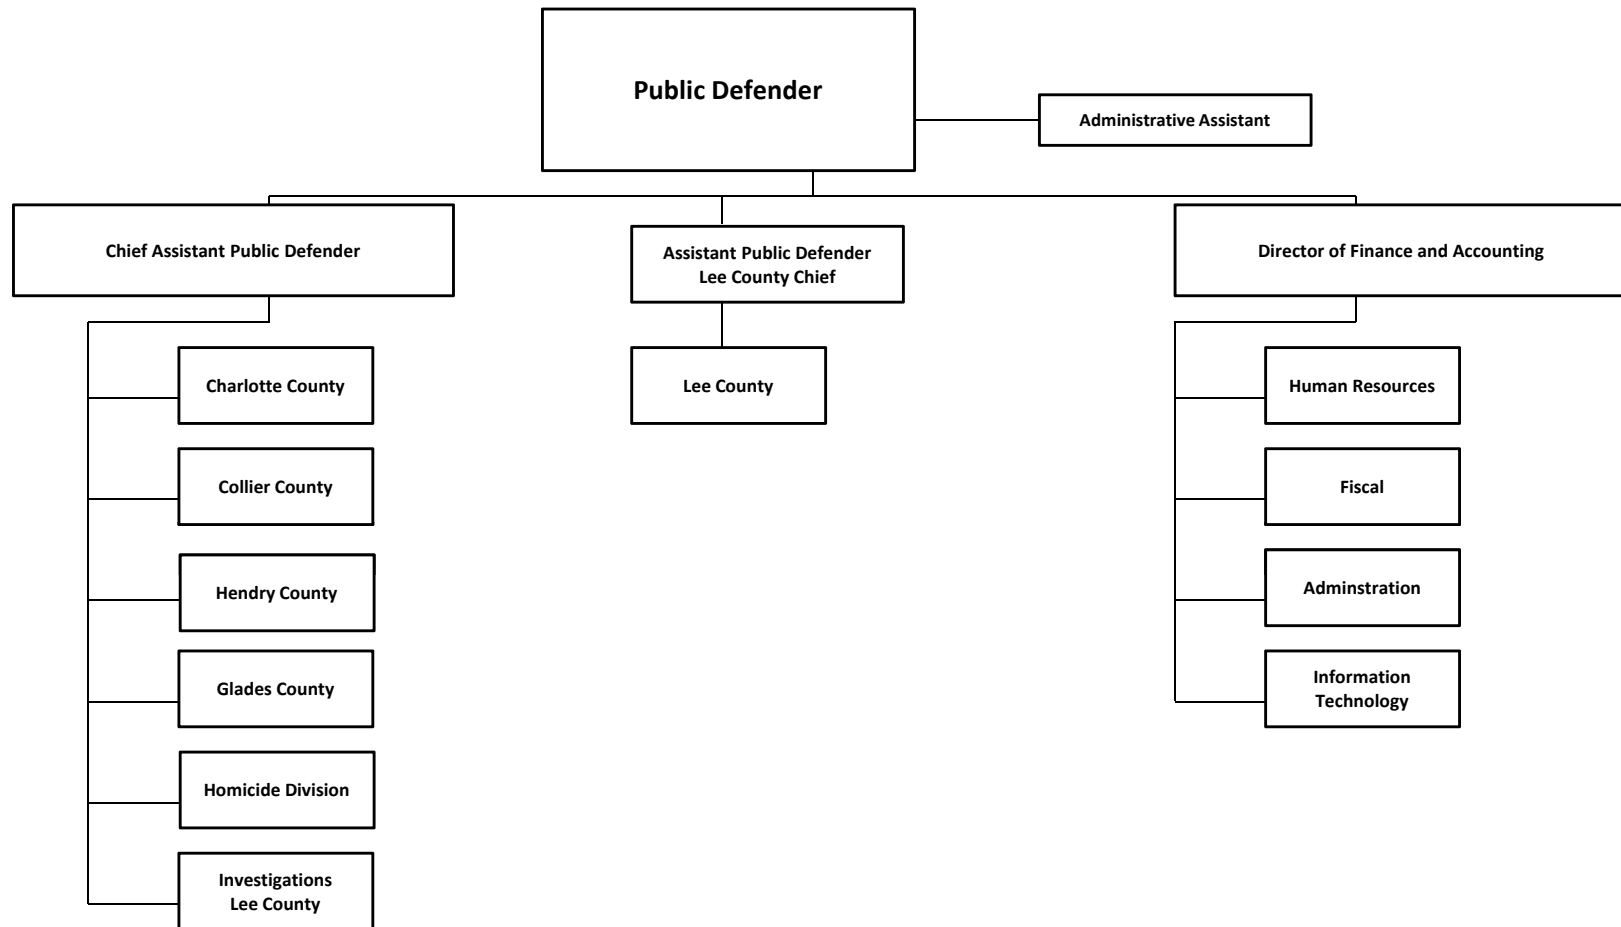 Public Defender
Administrative Assistant
Chief Assistant Public Defender
Assistant Public Defender
Lee County Chief
Director of Finance and Accounting
Charlotte County
Lee County
Human Resources
Collier County
Fiscal
Hendry County
Adminstration
Glades County
Information
Technology
Homicide Division
Investigations
Lee County